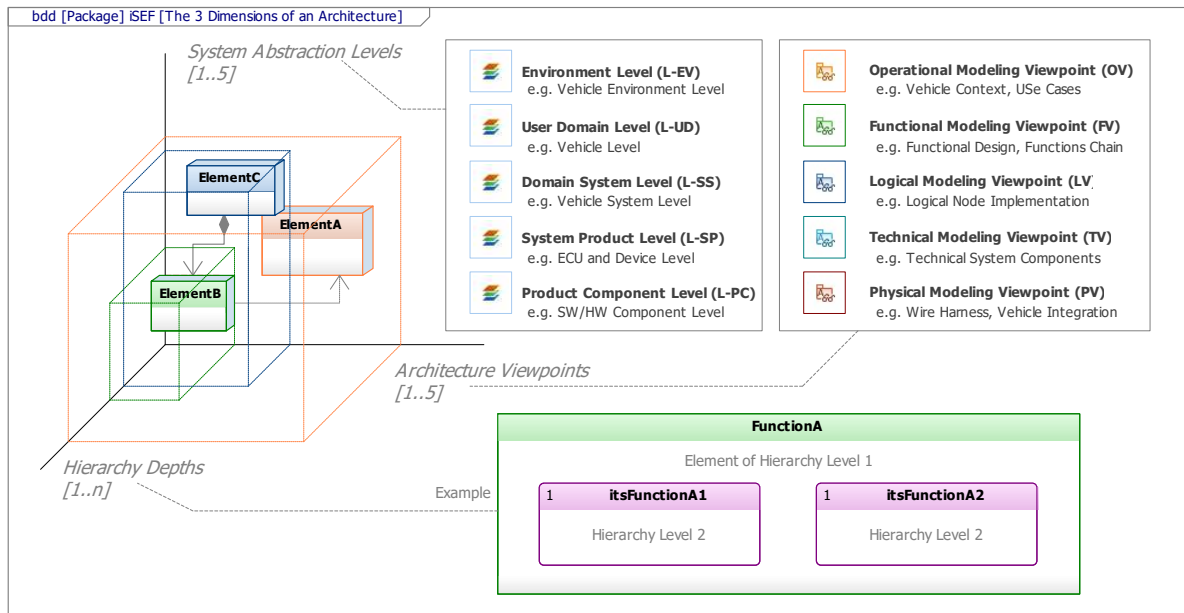 bdd [Package] iSEF [The 3 Dimensions of an Architecture]
System Abstraction Levels
[1..5]
ElementC
ElementA
ElementB
Environment Level (L-EV)
e.g. Vehicle Environment Level
User Domain Level (L-UD)
e.g. Vehicle Level
Domain System Level (L-SS)
e.g. Vehicle System Level
System Product Level (L-SP)
e.g. ECU and Device Level
Product Component Level (L-PC)
e.g. SW/HW Component Level
Operational Modeling Viewpoint (OV)
e.g. Vehicle Context, USe Cases
Functional Modeling Viewpoint (FV)
e.g. Functional Design, Functions Chain
Logical Modeling Viewpoint (LV)
e.g. Logical Node Implementation
Technical Modeling Viewpoint (TV)
e.g. Technical System Components
Physical Modeling Viewpoint (PV)
e.g. Wire Harness, Vehicle Integration
Architecture Viewpoints
[1..5]
Hierarchy Depths
[1..n]
Example
FunctionA
Element of Hierarchy Level 1
1 itsFunctionA1
Hierarchy Level 2
1 itsFunctionA2
Hierarchy Level 2